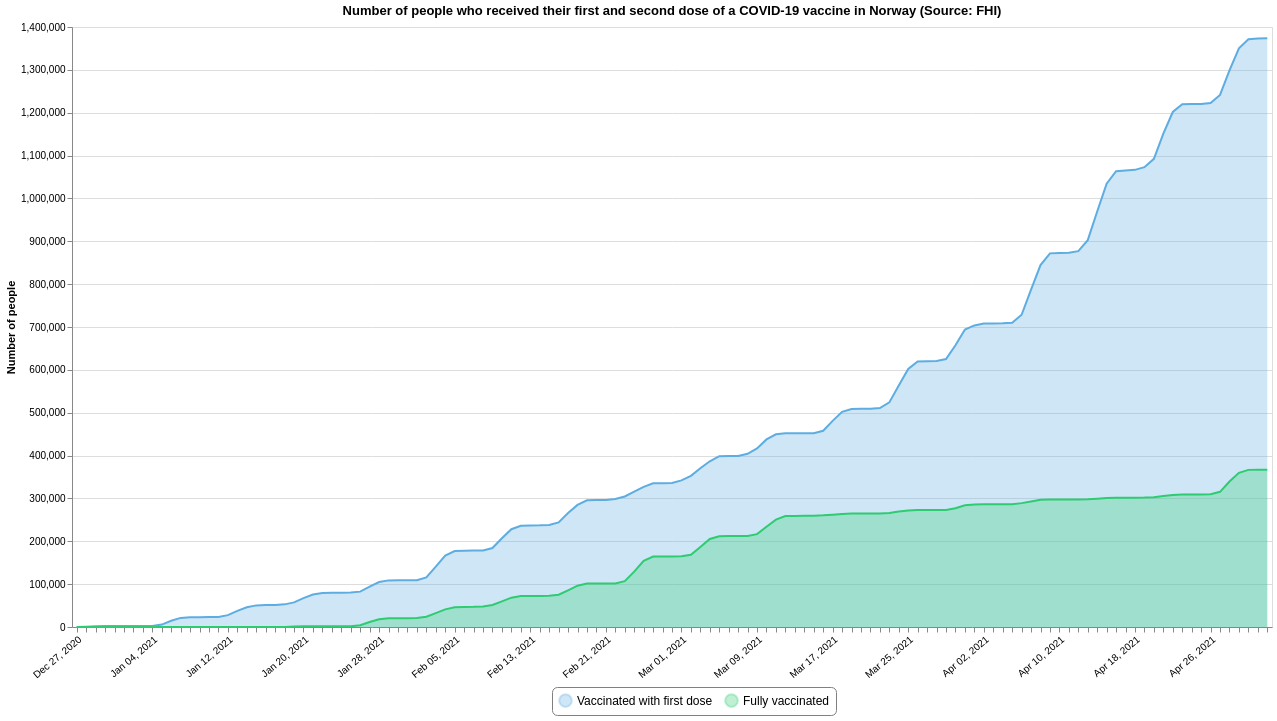 Number of people who received their first and second dose of a COVID-19 vaccine in Norway (Source: FHI)
Number of people
1,400,000
1,300,000
1,200,000
1,100,000
1,000,000
900,000
800,000
700,000
600,000
500,000
400,000
300,000
200,000
100,000
0
Dec 27, 2020
Jan 04, 2021
Jan 12, 2021
Jan 20, 2021
Jan 28, 2021
Feb 05, 2021
Feb 13, 2021
Feb 21, 2021
Mar 01, 2021
Mar 09, 2021
Mar 17, 2021
Mar 25, 2021
Apr 02, 2021
Apr 10, 2021
Apr 18, 2021
Apr 26, 2021
Vaccinated with first dose
Fully vaccinated